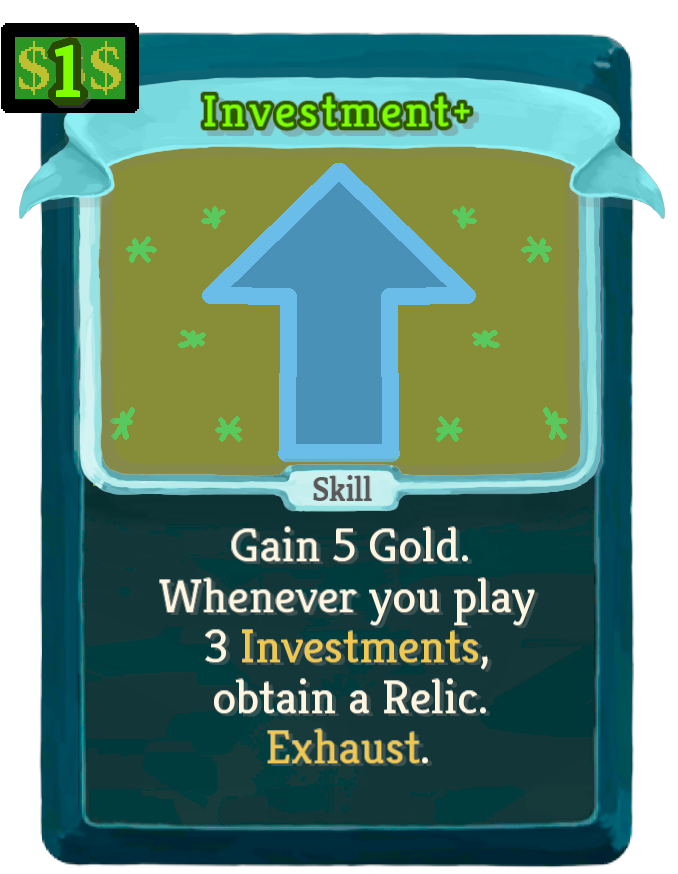 $1$
Investment+
Skill
Gain 5 Gold.
Whenever you play
3 Investments,
obtain a Relic.
Exhaust.